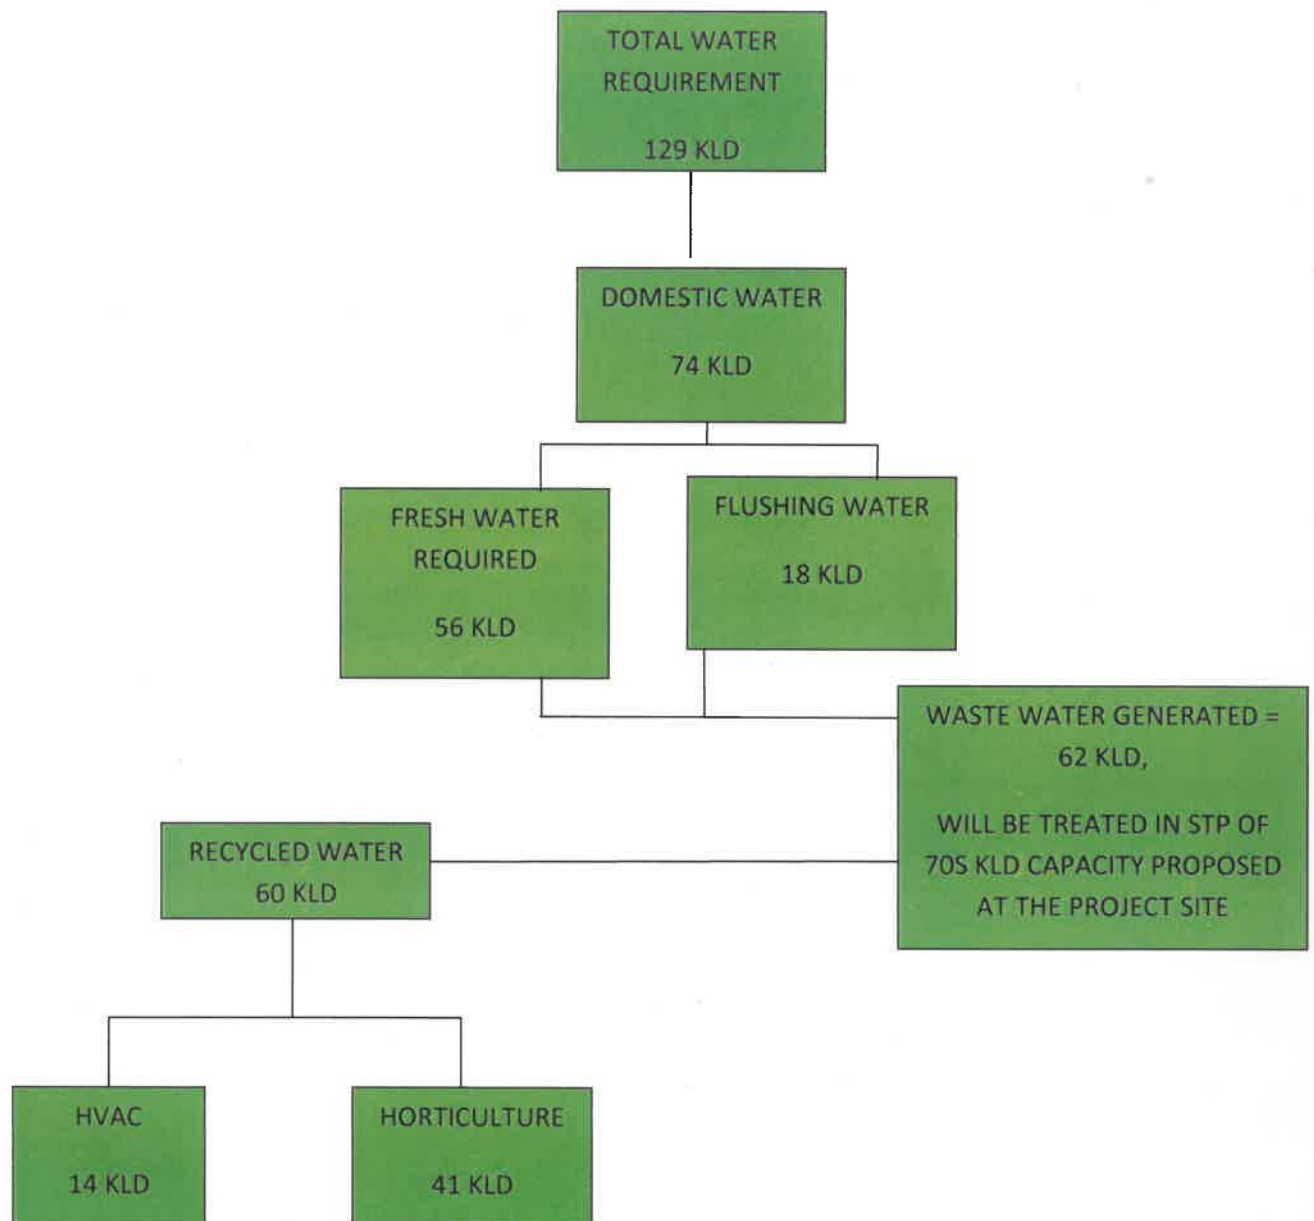 TOTAL WATER
REQUIREMENT
129 KLD
DOMESTIC WATER
74 KLD
FRESH WATER
REQUIRED
56 KLD
FLUSHING WATER
18 KLD
WASTE WATER GENERATED =
62 KLD,
WILL BE TREATED IN STP OF
70S KLD CAPACITY PROPOSED
AT THE PROJECT SITE
RECYCLED WATER
60 KLD
HVAC
14 KLD
HORTICULTURE
41 KLD